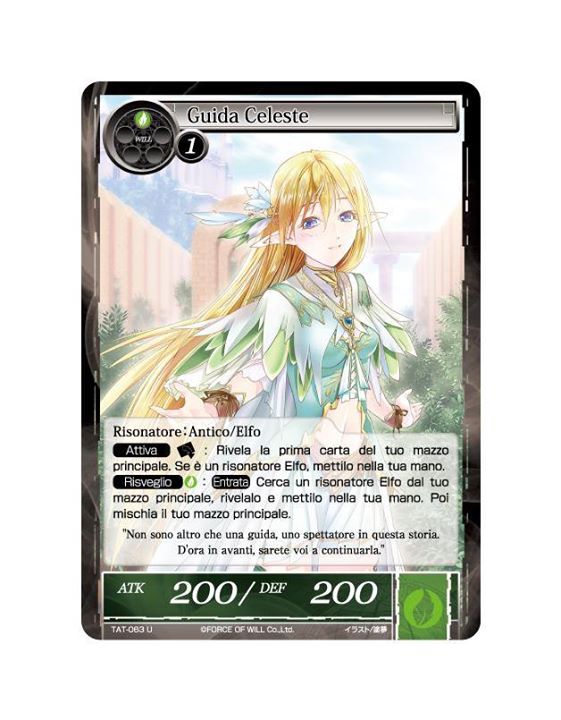 Guida Celeste
WILL
1
Risonatore:Antico/Elfo
Attiva : Rivela la prima carta del tuo mazzo
principale. Se è un risonatore Elfo, mettilo nella tua mano.
Risveglio : Entrata Cerca un risonatore Elfo dal tuo
mazzo principale, rivelalo e mettilo nella tua mano. Poi
mischia il tuo mazzo principale.
"Non sono altro che una guida, uno spettatore in questa storia.
D'ora in avanti, sarete voi a continuarla."
ATK 200/ DEF 200
TAT-063 U ©FORCE OF WILL Co.,Ltd. イラスト/塗夢